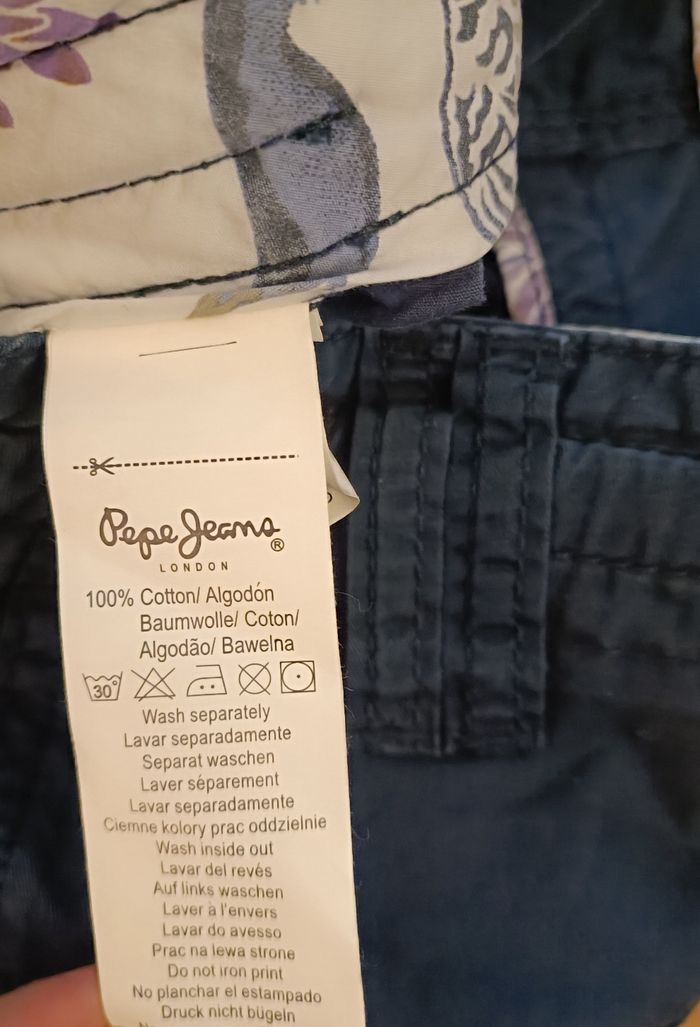 Pepe Jeans®
LONDON
100% Cotton/ Algodón
Baumwolle/ Coton/
Algodão/ Bawelna
30°
Wash separately
Lavar separadamente
Separat waschen
Laver séparement
Lavar separadamente
Ciemne kolory prac oddzielnie
Wash inside out
Lavar del revés
Auf links waschen
Laver à l'envers
Lavar do avesso
Prac na lewa strone
Do not iron print
No planchar el estampado
Druck nicht bügeln